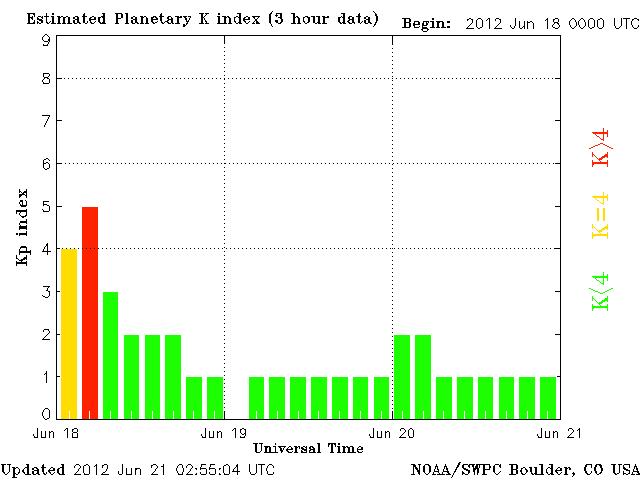 Estimated Planetary K index (3 hour data) Begin: 2012 Jun 18 0000 UTC
9
8
7
6
5
4
3
2
1
0
Kp index
K>4
K=4
K<4
Jun 18 Jun 19 Jun 20 Jun 21
Universal Time
Updated 2012 Jun 21 02:55:04 UTC NOAA/SWPC Boulder, CO USA